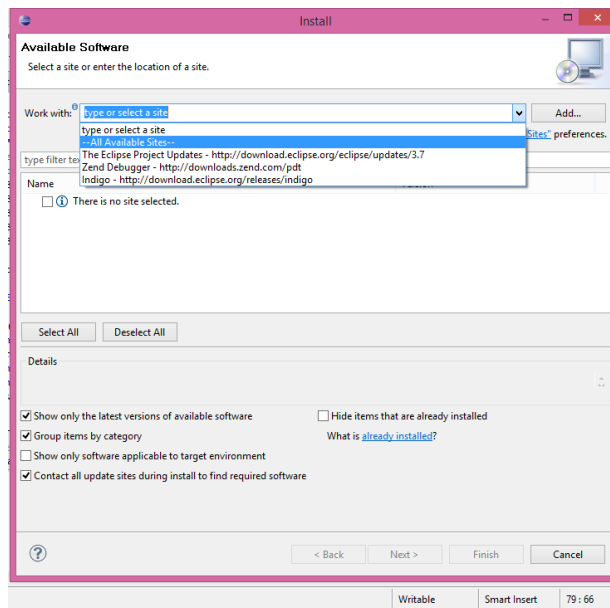 Install
Available Software
Select a site or enter the location of a site.
Work with: type or select a site Add...
type or select a site
--All Available Sites--
Sites" preferences.
The Eclipse Project Updates - http://download.eclipse.org/eclipse/updates/3.7
type filter
Zend Debugger - http://downloads.zend.com/pdt
Indigo - http://download.eclipse.org/releases/indigo
Name
There is no site selected.
Select All Deselect All
Details
Show only the latest versions of available software Hide items that are already installed
Group items by category What is already installed?
Show only software applicable to target environment
Contact all update sites during install to find required software
? < Back Next > Finish Cancel
Writable Smart Insert 79 : 66